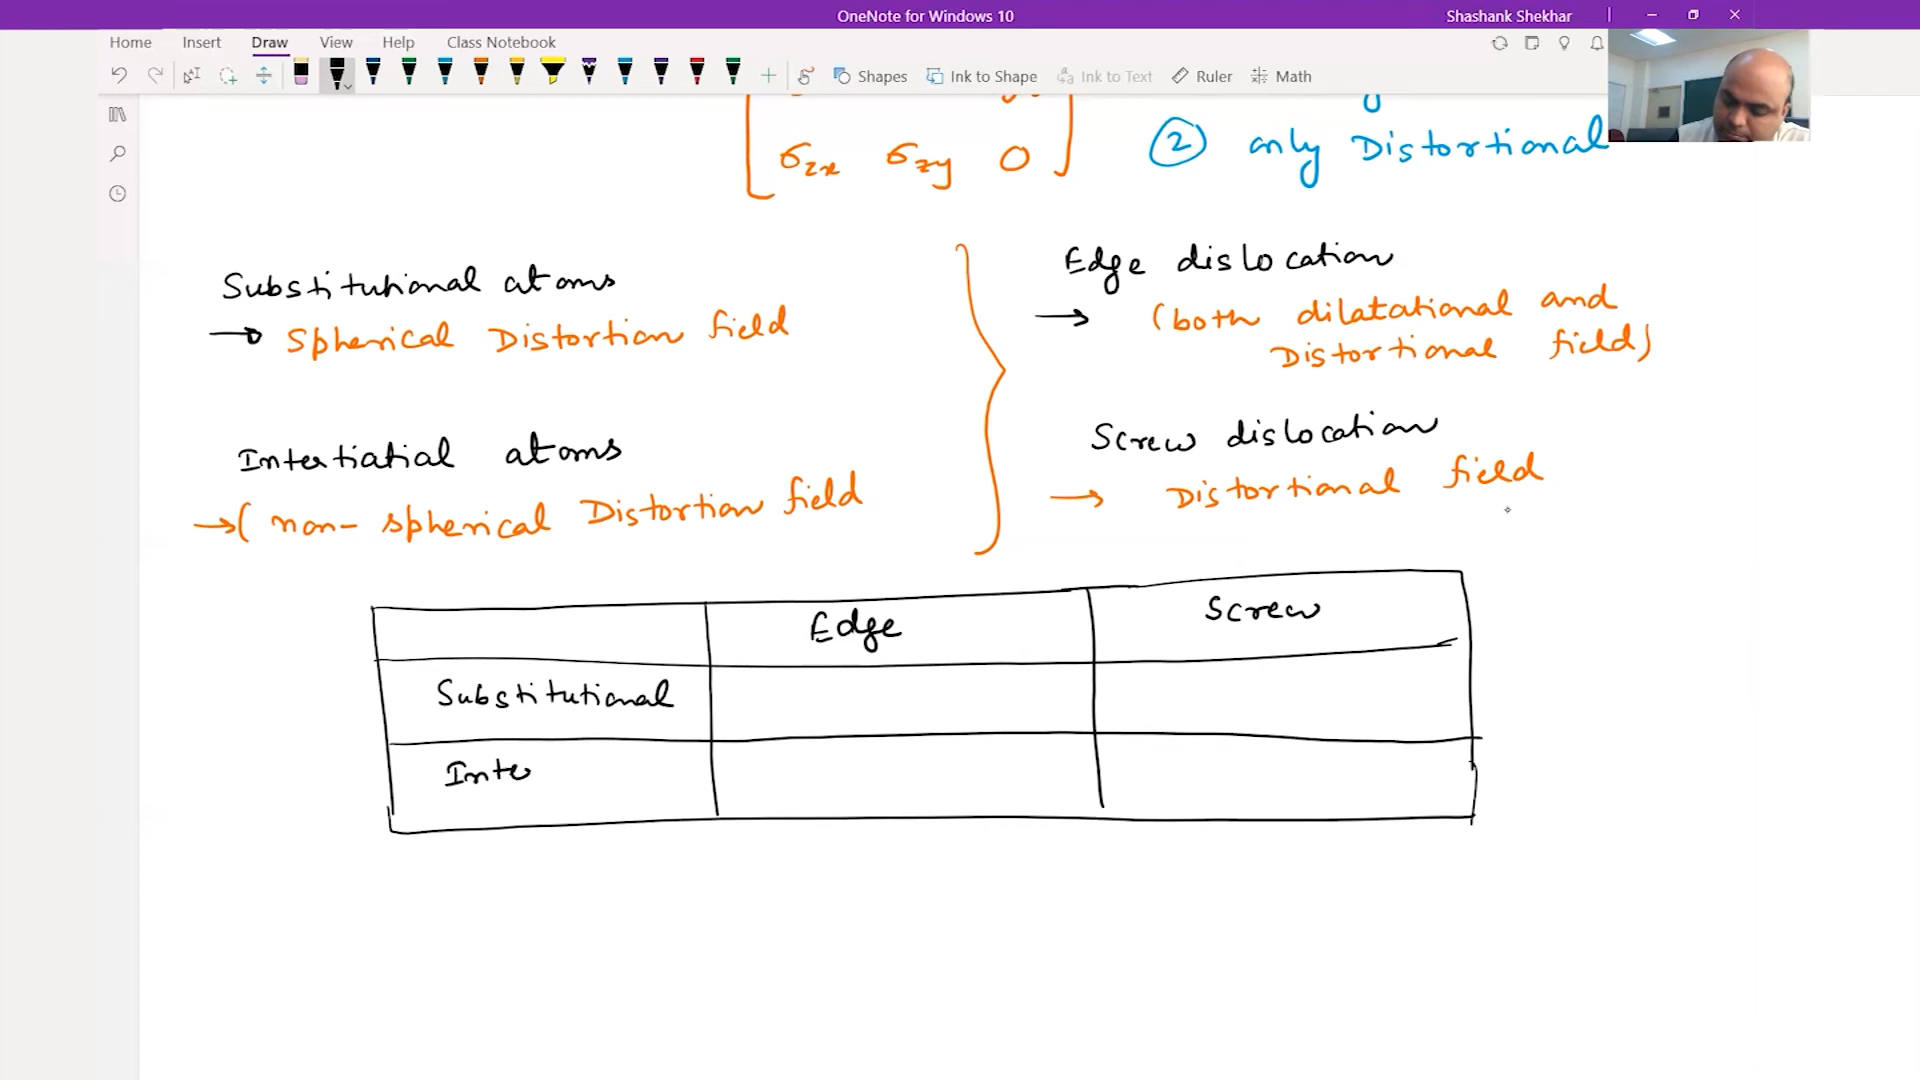 OneNote for Windows 10
Shashank Shekhar
Home Insert Draw View Help Class Notebook
Shapes Ink to Shape Ink to Text Ruler Math
σzx σzy 0
② only Distortional
Substitutional atoms
→ Spherical Distortion field
Intertiatial atoms
→( non- spherical Distortion field
Edge dislocation
→ (both dilatational and
Distortional field)
Screw dislocation
→ Distortional field
Edge Screw
Substitutional
Inte